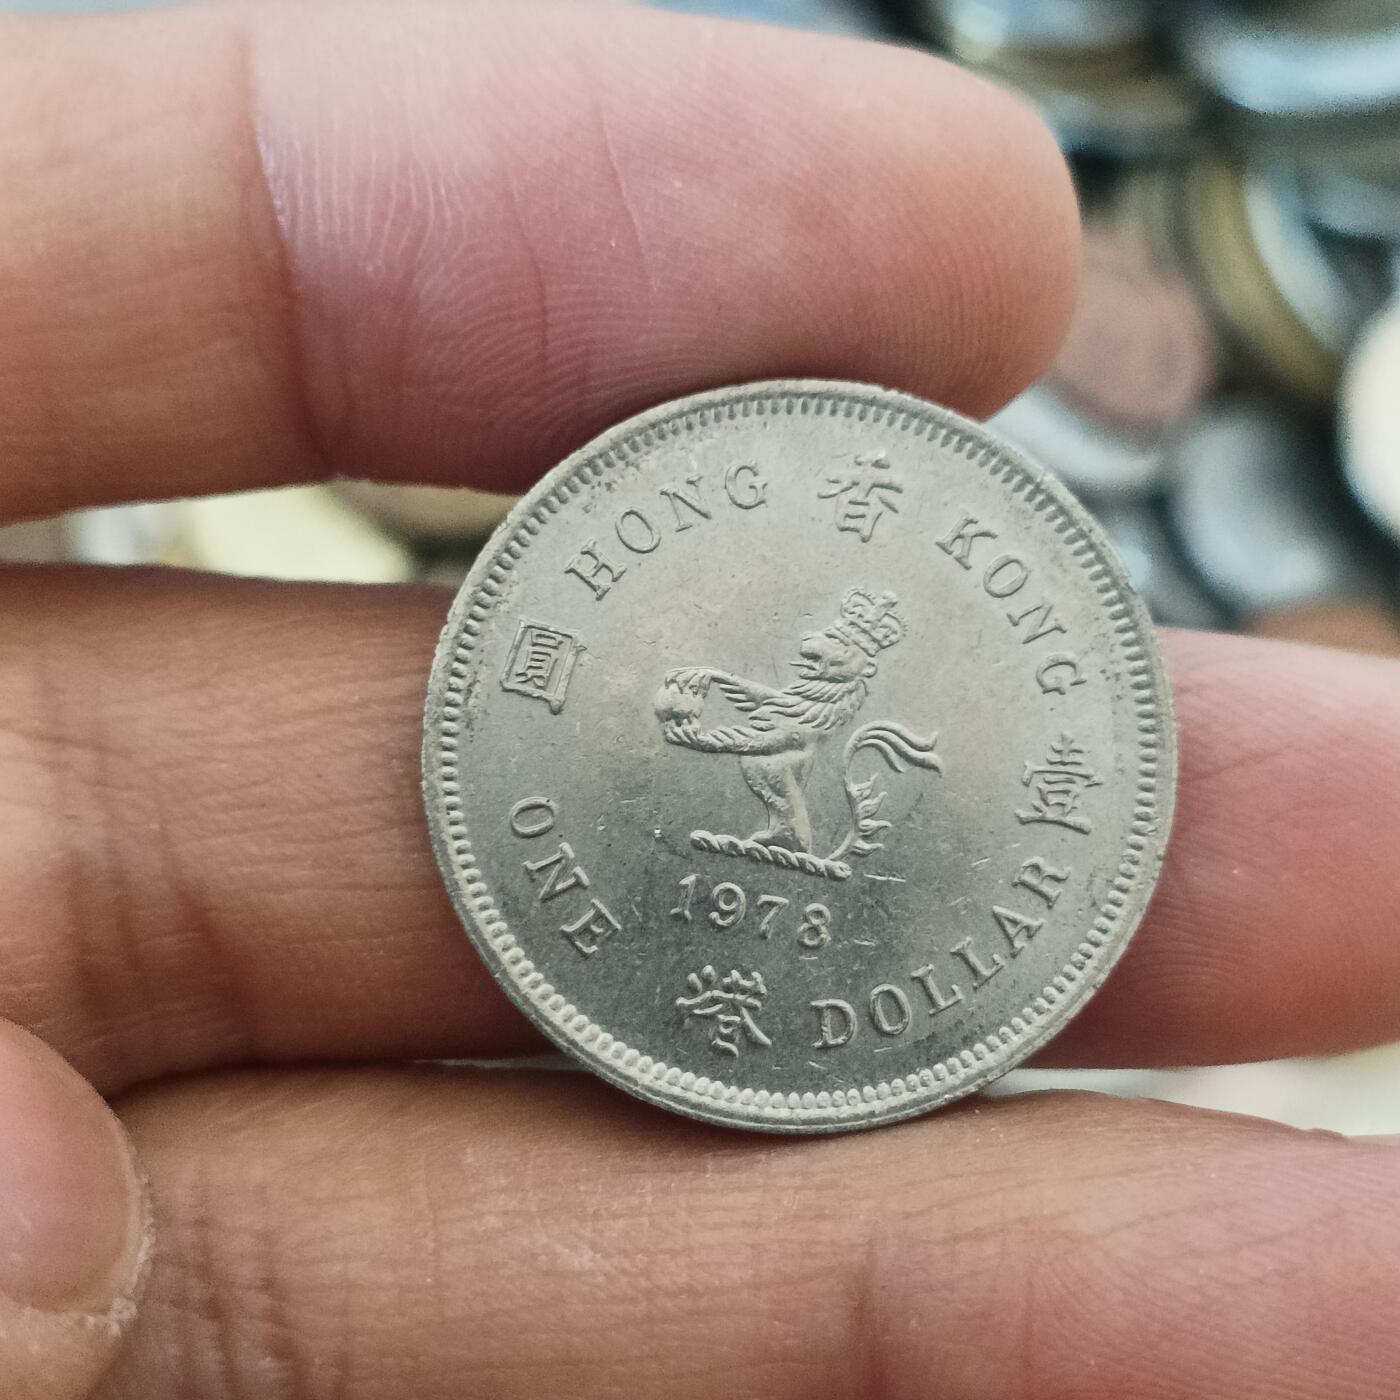 HONG KONG
ONE DOLLAR
1978
香
港
壹
圓